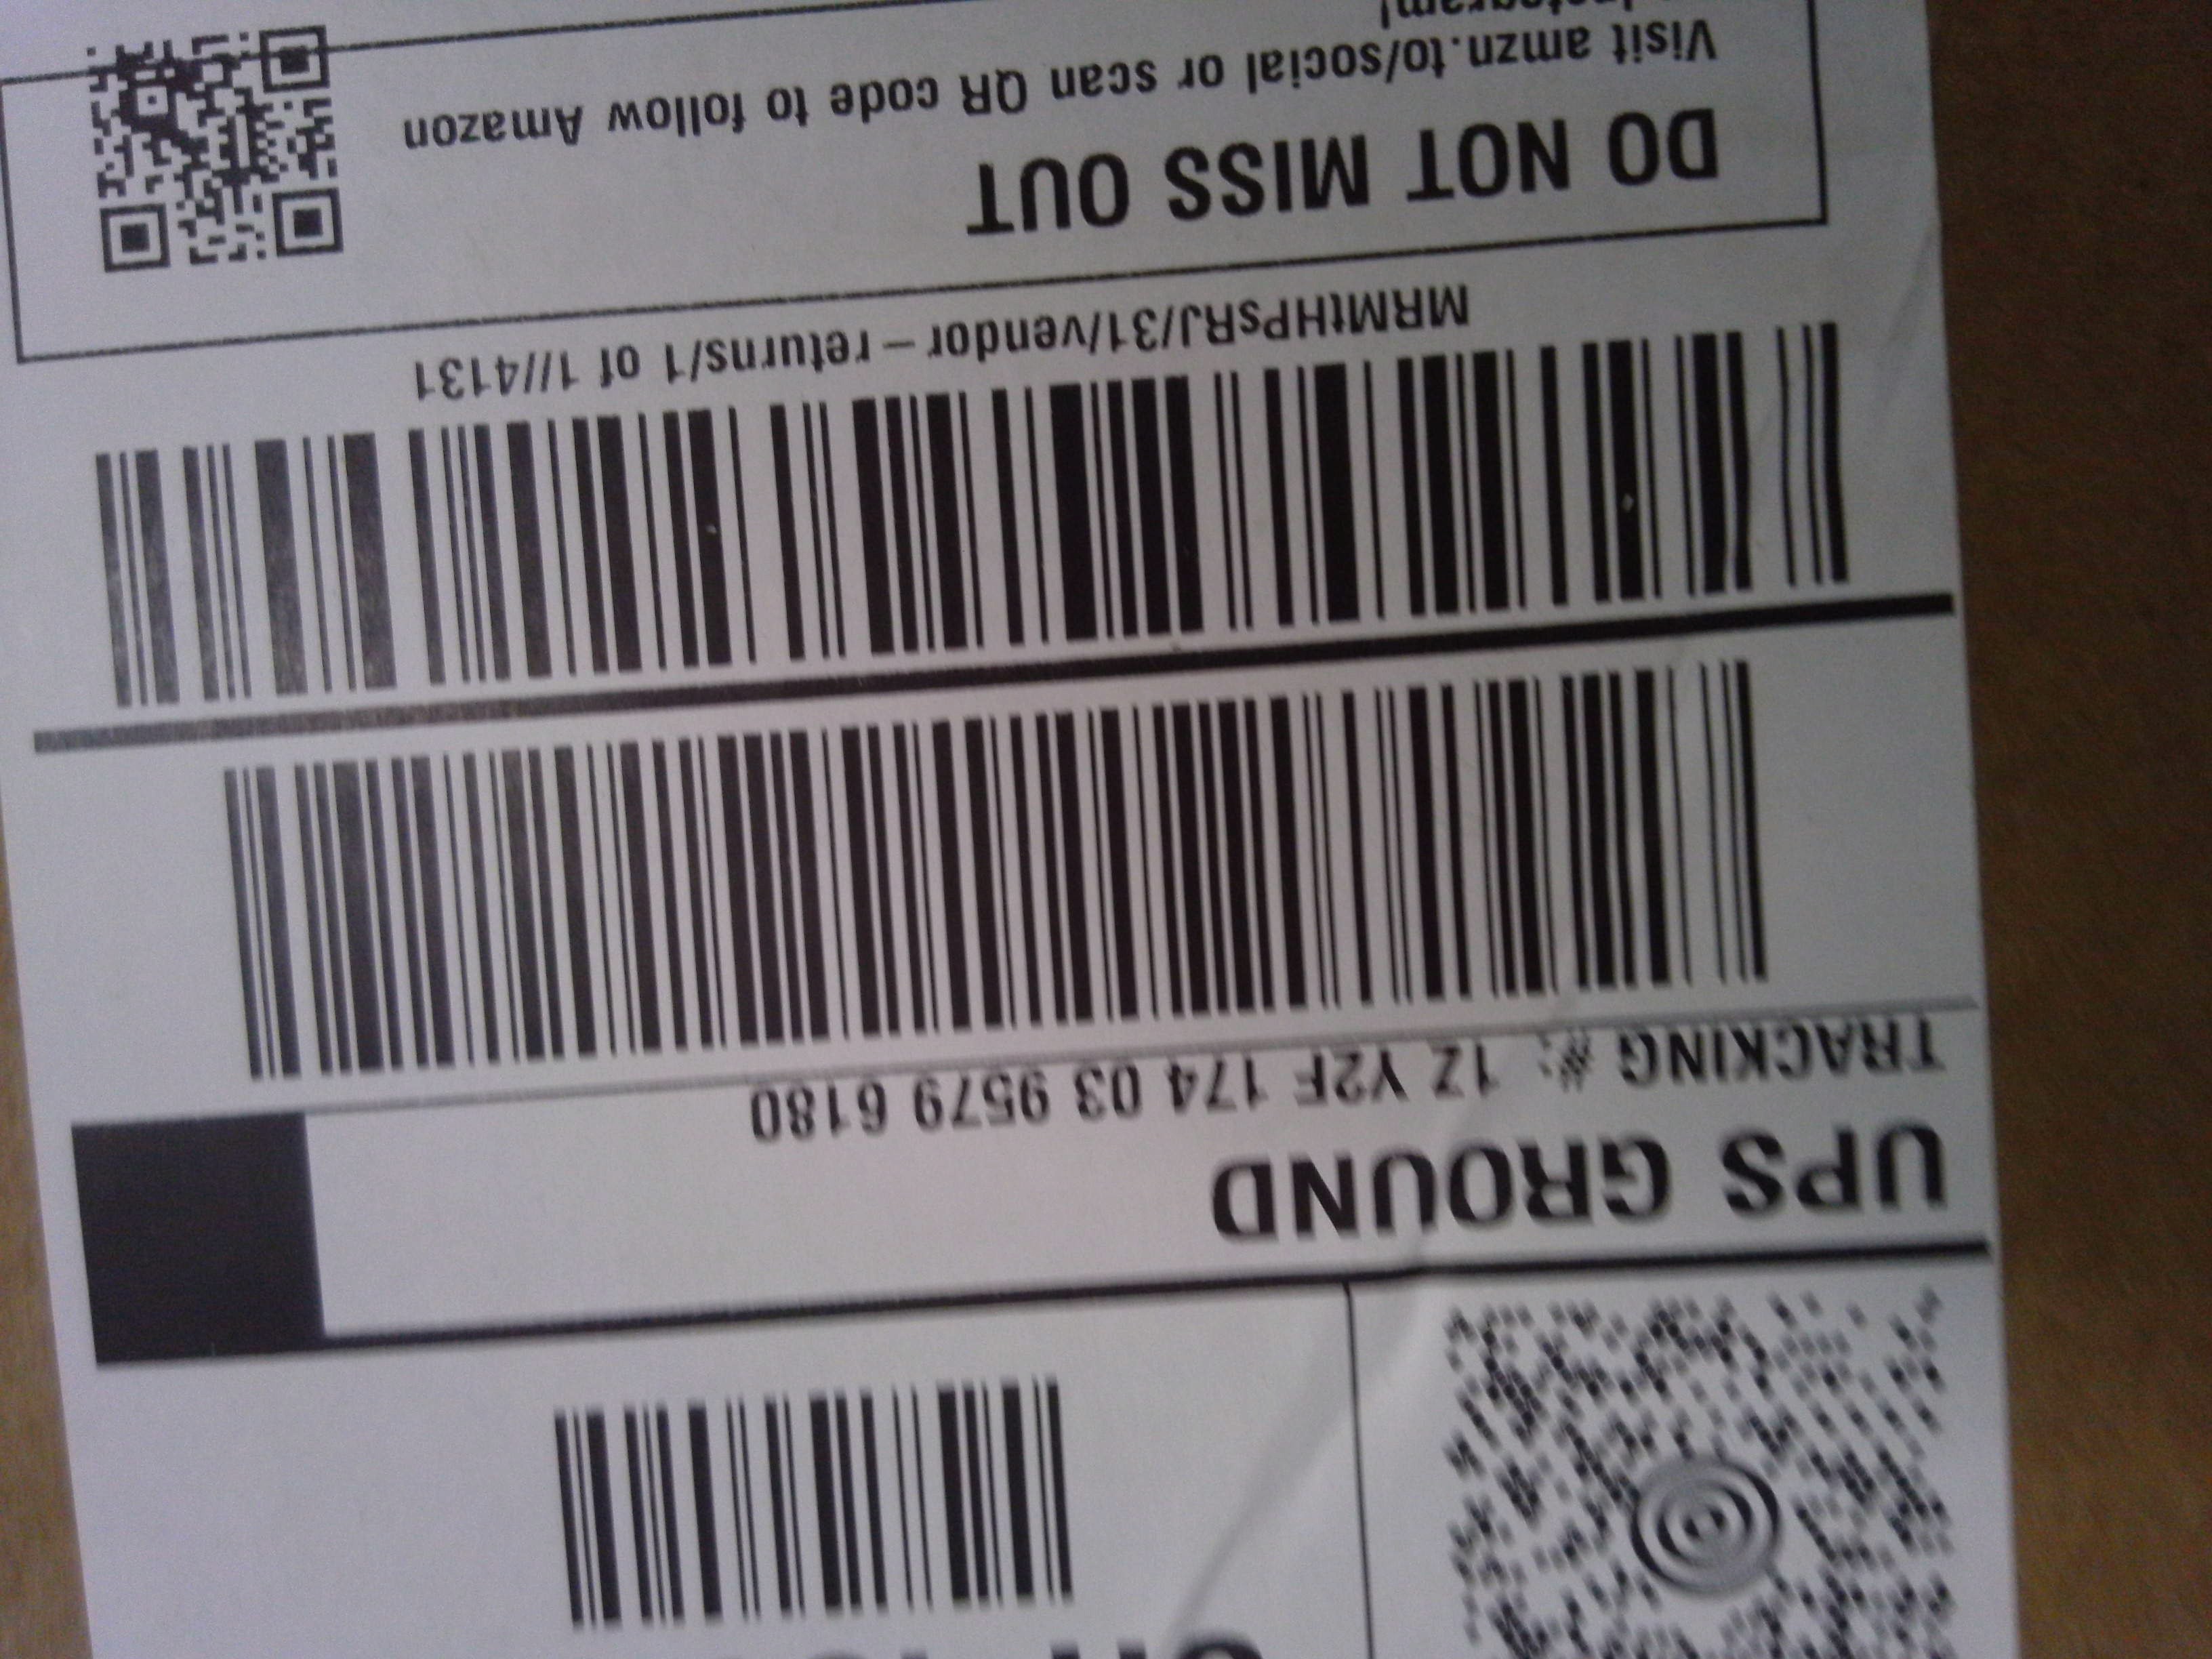 UPS GROUND
TRACKING #: 1Z Y2F 174 03 9579 6180
MRMtHPsRJ/31/vendor – returns/1 of 1//4131
DO NOT MISS OUT
Visit amzn.to/social or scan QR code to follow Amazon